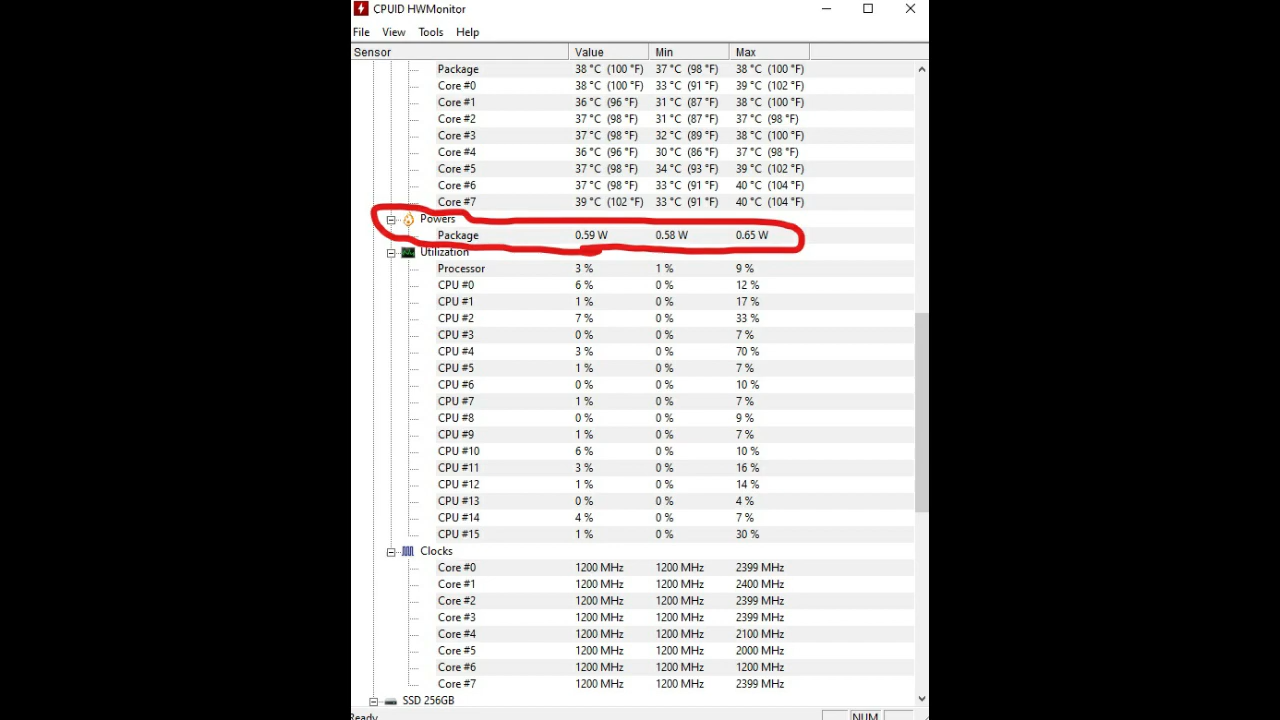 CPUID HWMonitor
File View Tools Help
Sensor Value Min Max
Package 38 °C (100 °F) 37 °C (98 °F) 38 °C (100 °F)
Core #0 38 °C (100 °F) 33 °C (91 °F) 39 °C (102 °F)
Core #1 36 °C (96 °F) 31 °C (87 °F) 38 °C (100 °F)
Core #2 37 °C (98 °F) 31 °C (87 °F) 37 °C (98 °F)
Core #3 37 °C (98 °F) 32 °C (89 °F) 38 °C (100 °F)
Core #4 36 °C (96 °F) 30 °C (86 °F) 37 °C (98 °F)
Core #5 37 °C (98 °F) 34 °C (93 °F) 39 °C (102 °F)
Core #6 37 °C (98 °F) 33 °C (91 °F) 40 °C (104 °F)
Core #7 39 °C (102 °F) 33 °C (91 °F) 40 °C (104 °F)
Powers
Package 0.59 W 0.58 W 0.65 W
Utilization
Processor 3 % 1 % 9 %
CPU #0 6 % 0 % 12 %
CPU #1 1 % 0 % 17 %
CPU #2 7 % 0 % 33 %
CPU #3 0 % 0 % 7 %
CPU #4 3 % 0 % 70 %
CPU #5 1 % 0 % 7 %
CPU #6 0 % 0 % 10 %
CPU #7 1 % 0 % 7 %
CPU #8 0 % 0 % 9 %
CPU #9 1 % 0 % 7 %
CPU #10 6 % 0 % 10 %
CPU #11 3 % 0 % 16 %
CPU #12 1 % 0 % 14 %
CPU #13 0 % 0 % 4 %
CPU #14 4 % 0 % 7 %
CPU #15 1 % 0 % 30 %
Clocks
Core #0 1200 MHz 1200 MHz 2399 MHz
Core #1 1200 MHz 1200 MHz 2400 MHz
Core #2 1200 MHz 1200 MHz 2399 MHz
Core #3 1200 MHz 1200 MHz 2399 MHz
Core #4 1200 MHz 1200 MHz 2100 MHz
Core #5 1200 MHz 1200 MHz 2000 MHz
Core #6 1200 MHz 1200 MHz 1200 MHz
Core #7 1200 MHz 1200 MHz 2399 MHz
SSD 256GB
Ready NUM